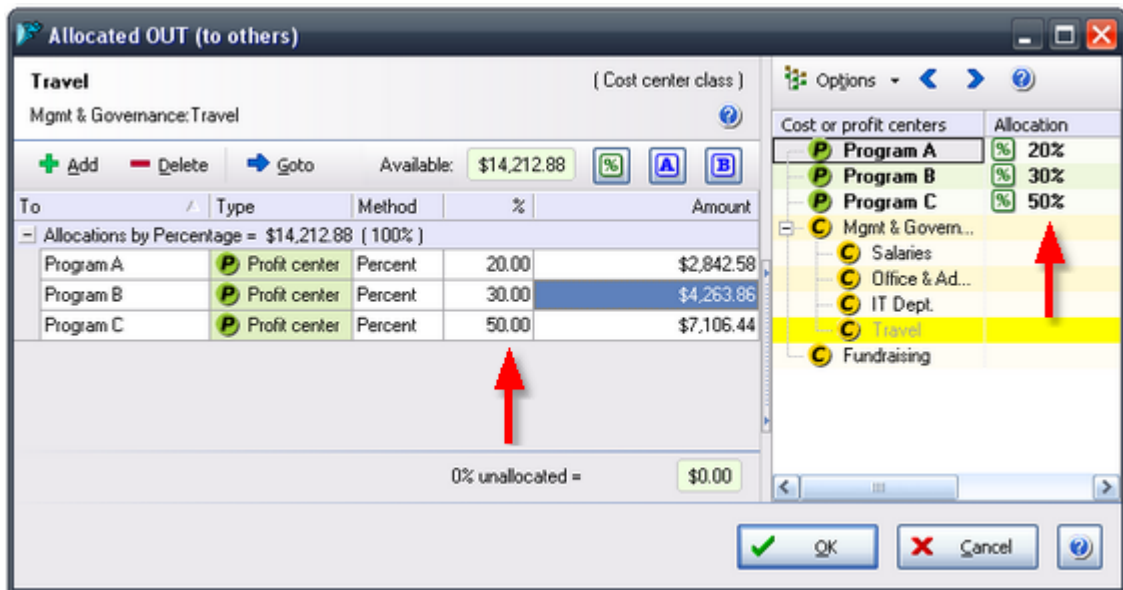 Allocated OUT (to others)
Travel ( Cost center class )
Mgmt & Governance:Travel
Add Delete Goto Available: $14,212.88 % A B
To Type Method % Amount
Allocations by Percentage = $14,212.88 ( 100% )
Program A P Profit center Percent 20.00 $2,842.58
Program B P Profit center Percent 30.00 $4,263.86
Program C P Profit center Percent 50.00 $7,106.44
0% unallocated = $0.00
Options
Cost or profit centers Allocation
P Program A % 20%
P Program B % 30%
P Program C % 50%
C Mgmt & Govern...
C Salaries
C Office & Ad...
C IT Dept.
C Travel
C Fundraising
OK Cancel ?